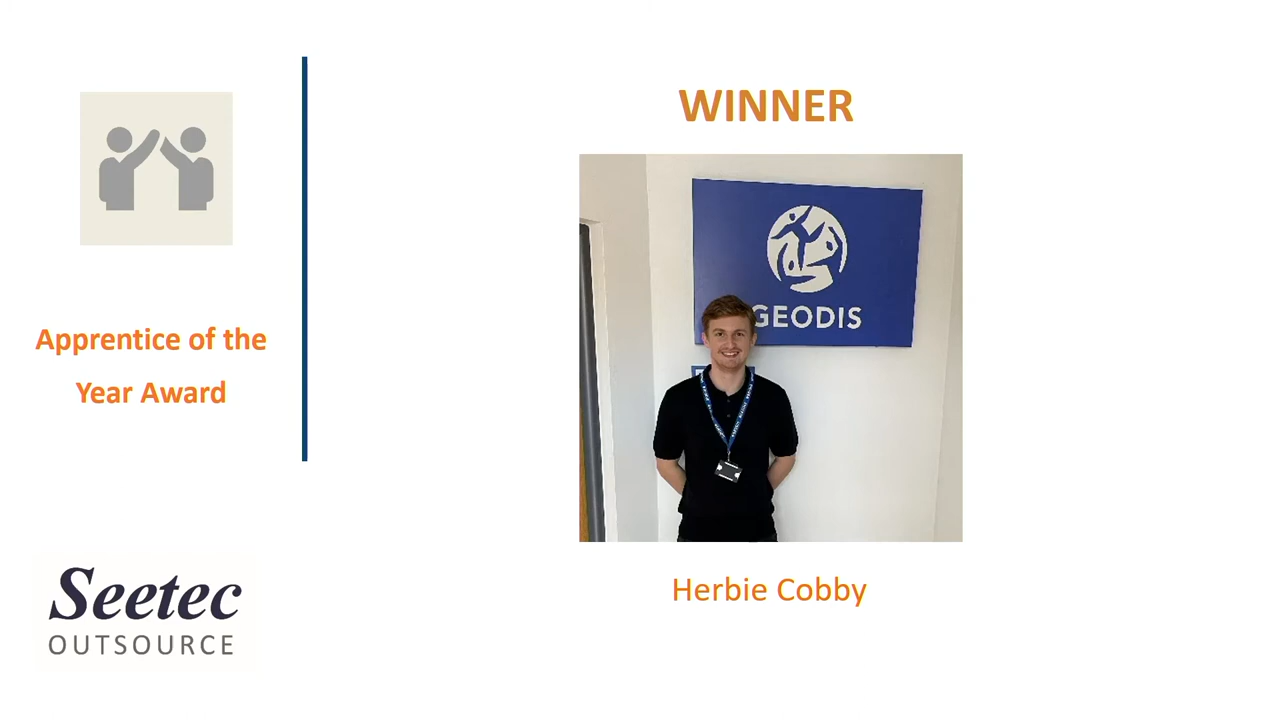 WINNER
GEODIS
Apprentice of the
Year Award
Herbie Cobby
Seetec
OUTSOURCE